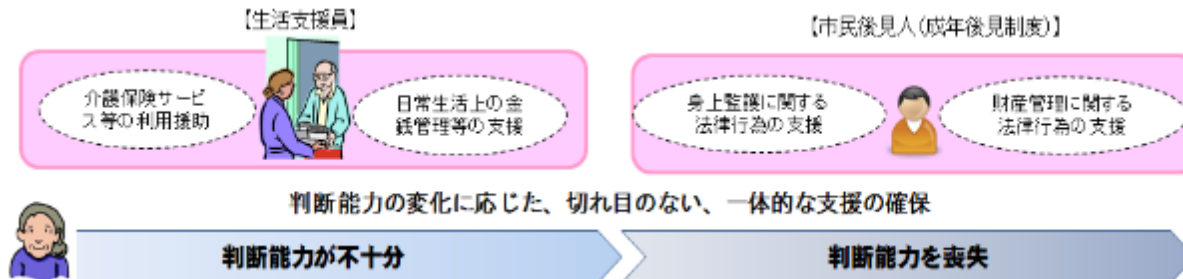 【生活支援員】
【市民後見人(成年後見制度)】
介護保険サービ
ス等の利用援助
日常生活上の金
銭管理等の支援
身上監護に関する
法律行為の支援
財産管理に関する
法律行為の支援
判断能力の変化に応じた、切れ目のない、一体的な支援の確保
判断能力が不十分
判断能力を喪失